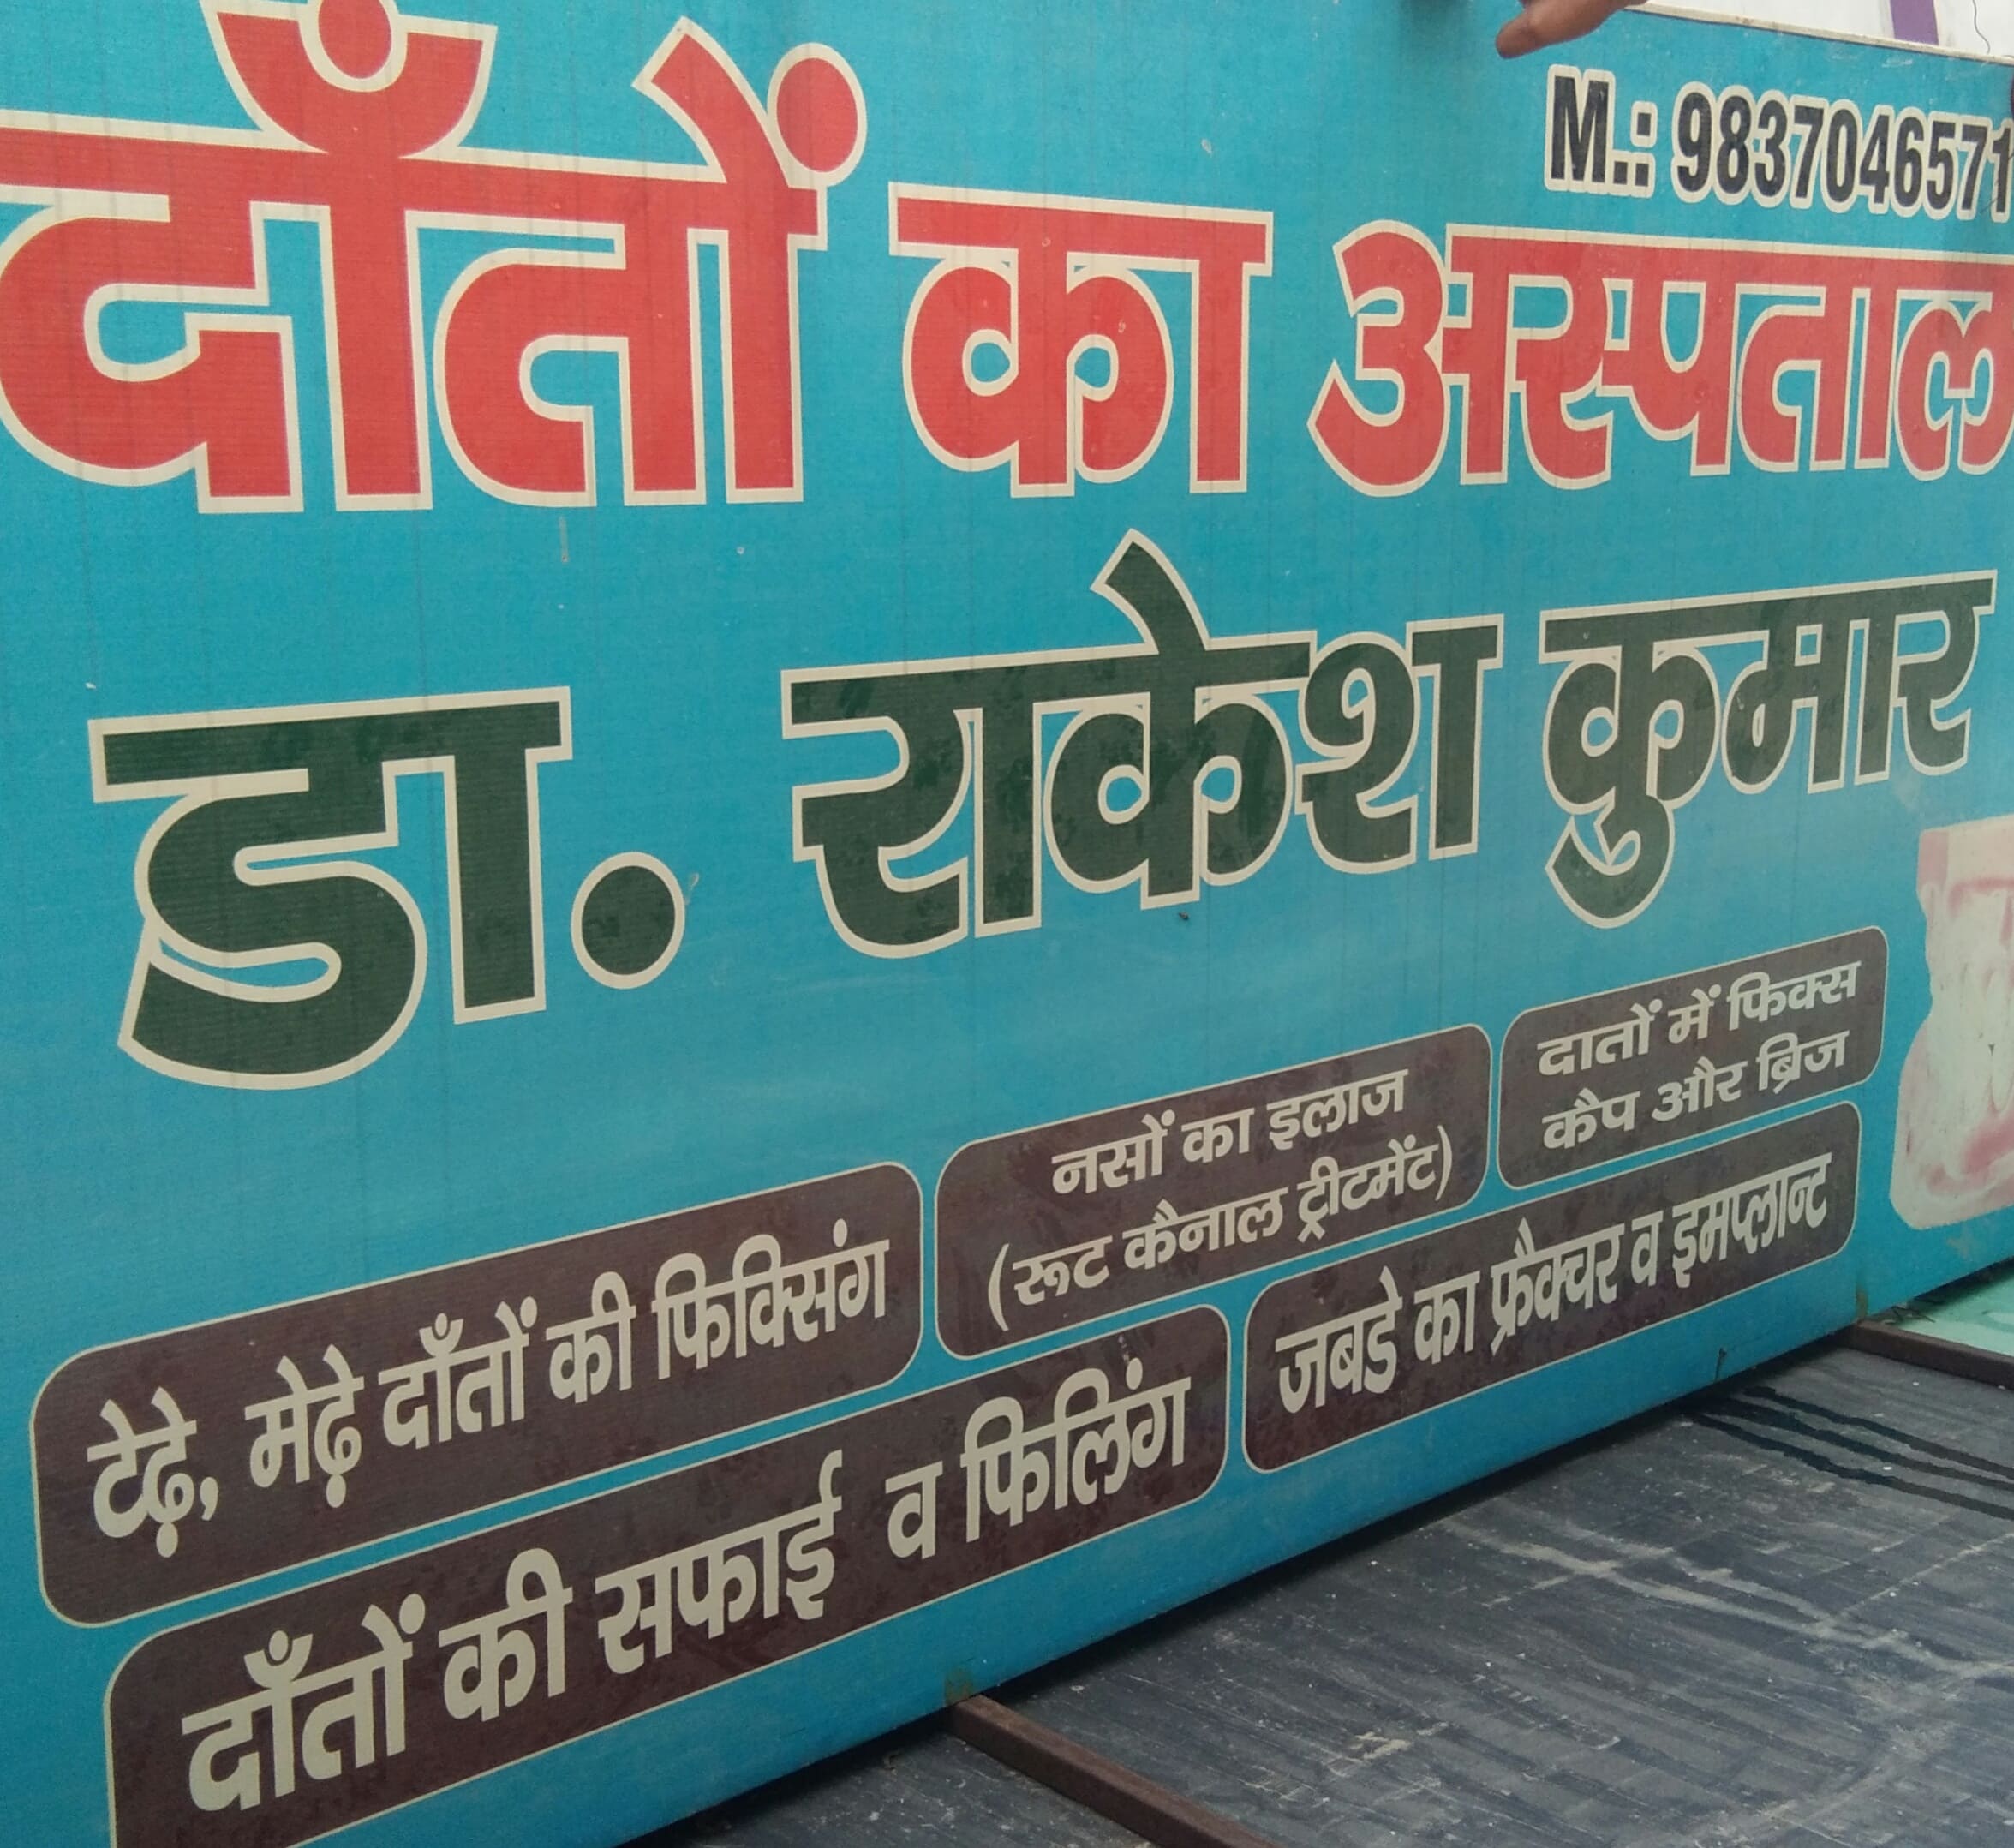 M.: 9837046571
दाँतों का अस्पताल
डा. राकेश कुमार
टेढ़े, मेढ़े दाँतों की फिक्सिंग
नसों का इलाज
(रूट कैनाल ट्रीटमेंट)
दातों में फिक्स
कैप और ब्रिज
दाँतों की सफाई व फिलिंग
जबडे का फ्रैक्चर व इमप्लान्ट